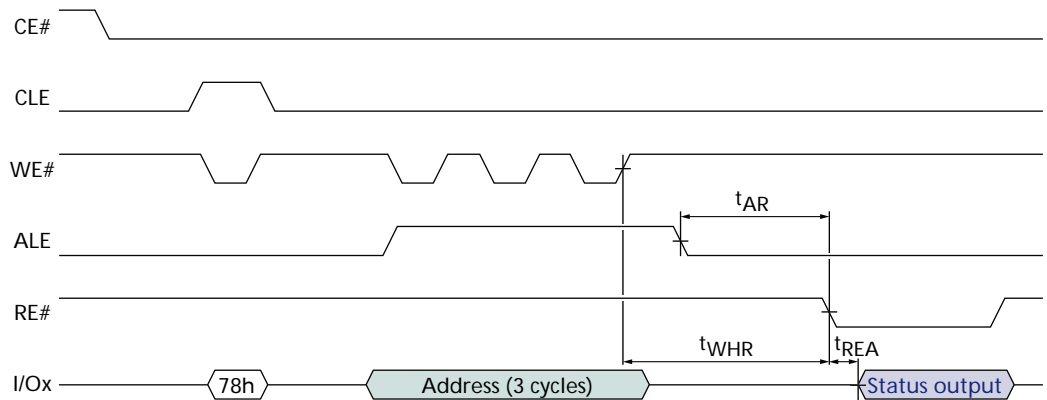 CE#
CLE
WE#
tAR
ALE
RE#
tWHR
tREA
I/Ox
78h
Address (3 cycles)
Status output